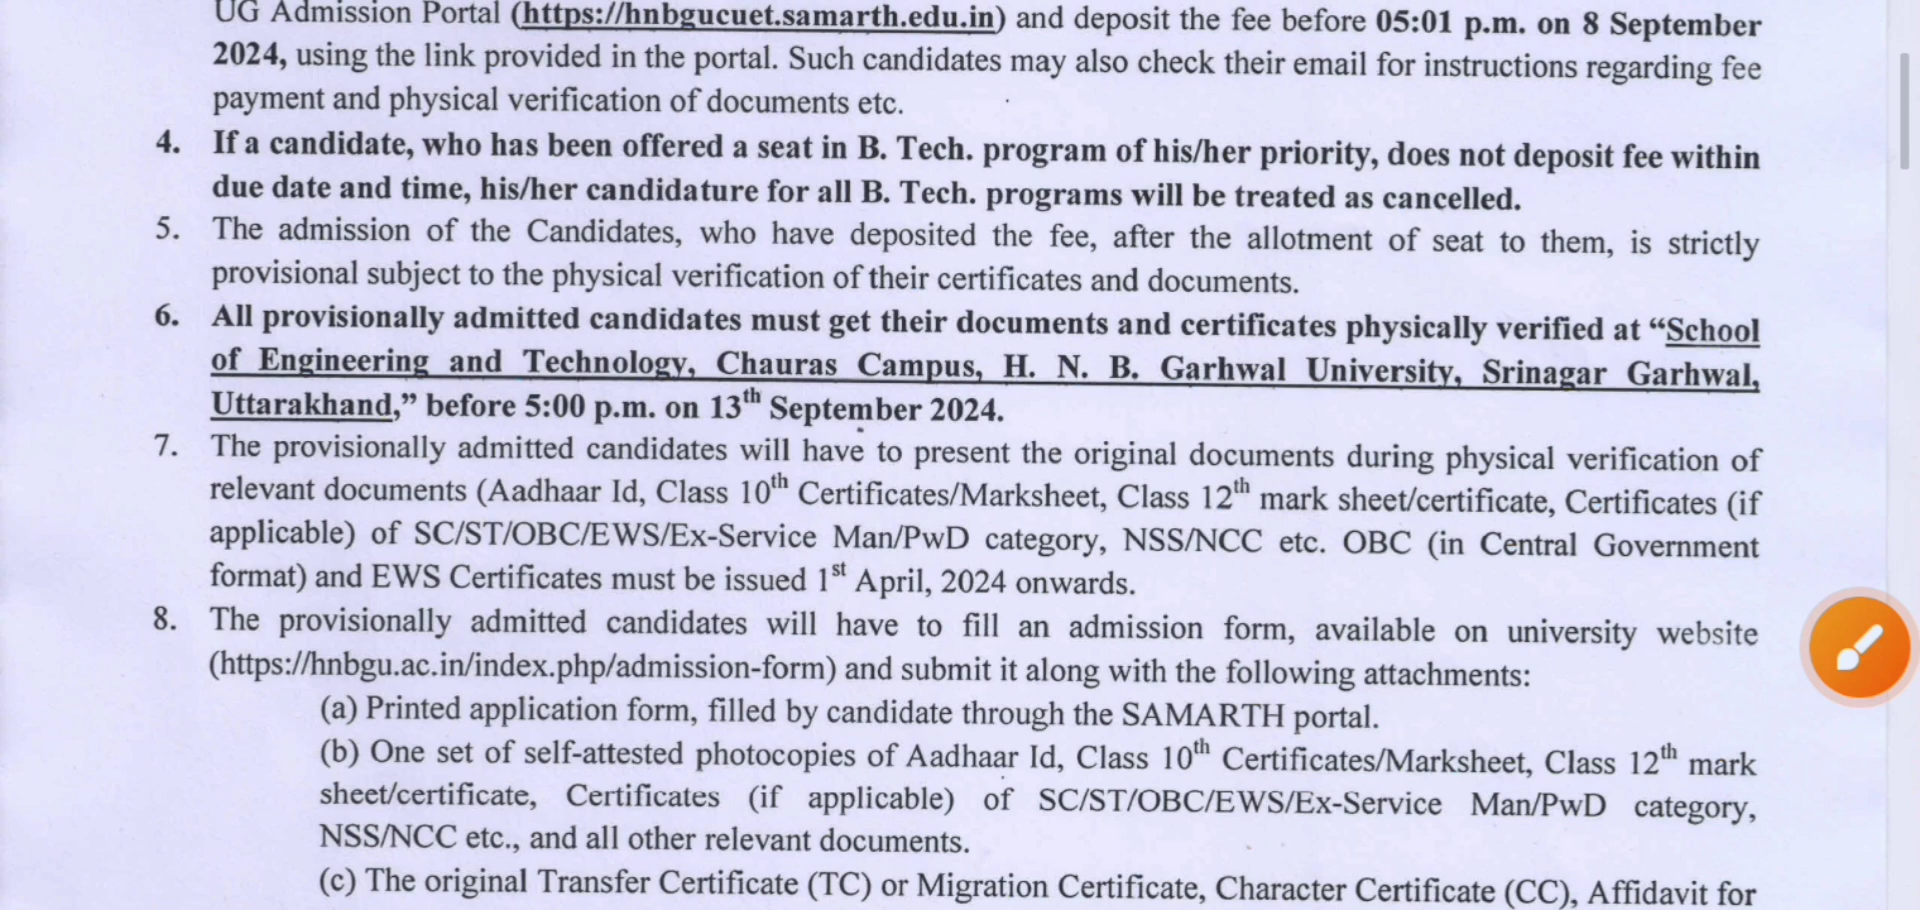 UG Admission Portal (https://hnbgucuet.samarth.edu.in) and deposit the fee before 05:01 p.m. on 8 September
2024, using the link provided in the portal. Such candidates may also check their email for instructions regarding fee
payment and physical verification of documents etc.
4. If a candidate, who has been offered a seat in B. Tech. program of his/her priority, does not deposit fee within
due date and time, his/her candidature for all B. Tech. programs will be treated as cancelled.
5. The admission of the Candidates, who have deposited the fee, after the allotment of seat to them, is strictly
provisional subject to the physical verification of their certificates and documents.
6. All provisionally admitted candidates must get their documents and certificates physically verified at “School
of Engineering and Technology, Chauras Campus, H. N. B. Garhwal University, Srinagar Garhwal,
Uttarakhand,” before 5:00 p.m. on 13th September 2024.
7. The provisionally admitted candidates will have to present the original documents during physical verification of
relevant documents (Aadhaar Id, Class 10th Certificates/Marksheet, Class 12th mark sheet/certificate, Certificates (if
applicable) of SC/ST/OBC/EWS/Ex-Service Man/PwD category, NSS/NCC etc. OBC (in Central Government
format) and EWS Certificates must be issued 1st April, 2024 onwards.
8. The provisionally admitted candidates will have to fill an admission form, available on university website
(https://hnbgu.ac.in/index.php/admission-form) and submit it along with the following attachments:
(a) Printed application form, filled by candidate through the SAMARTH portal.
(b) One set of self-attested photocopies of Aadhaar Id, Class 10th Certificates/Marksheet, Class 12th mark
sheet/certificate, Certificates (if applicable) of SC/ST/OBC/EWS/Ex-Service Man/PwD category,
NSS/NCC etc., and all other relevant documents.
(c) The original Transfer Certificate (TC) or Migration Certificate, Character Certificate (CC), Affidavit for